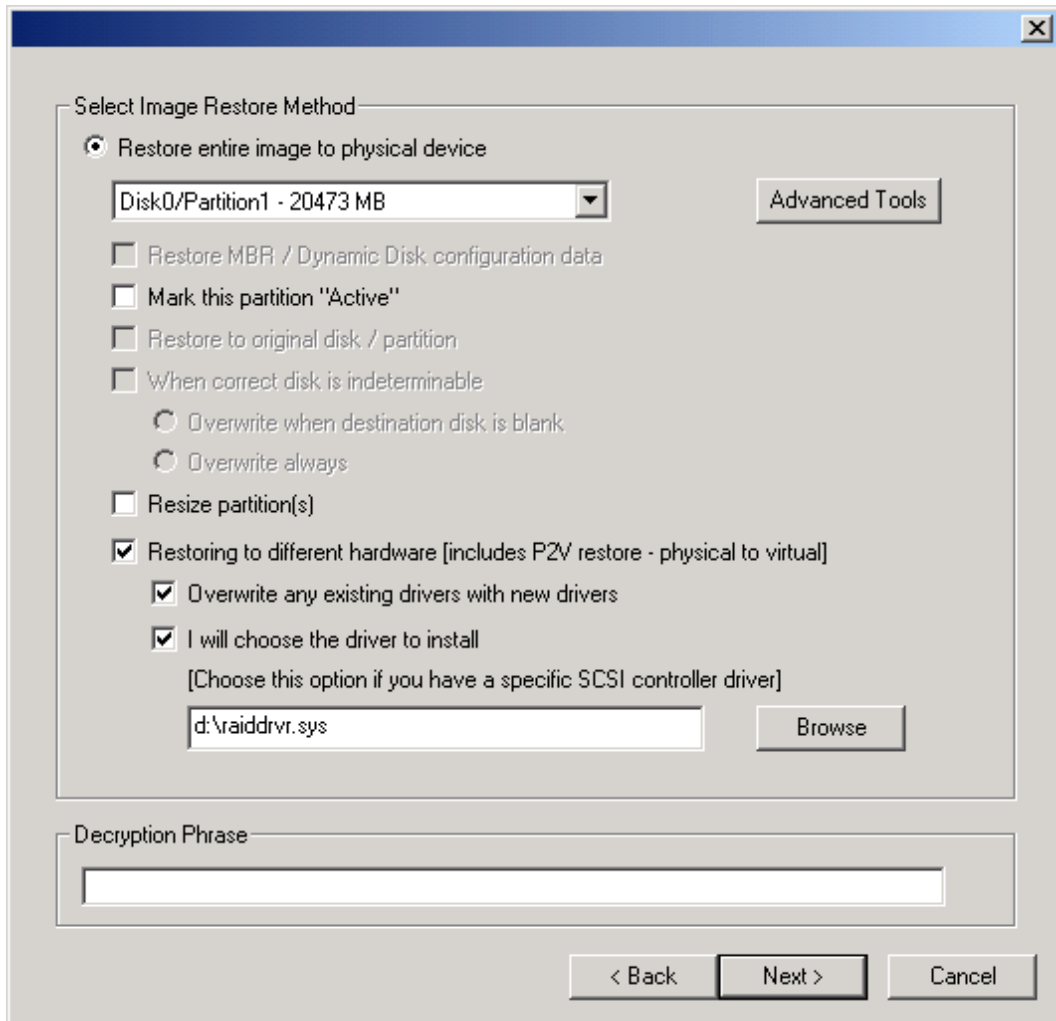 Select Image Restore Method
Restore entire image to physical device
Disk0/Partition1 - 20473 MB
Advanced Tools
Restore MBR / Dynamic Disk configuration data
Mark this partition "Active"
Restore to original disk / partition
When correct disk is indeterminable
Overwrite when destination disk is blank
Overwrite always
Resize partition(s)
Restoring to different hardware [includes P2V restore - physical to virtual]
Overwrite any existing drivers with new drivers
I will choose the driver to install
[Choose this option if you have a specific SCSI controller driver]
d:\raiddrvr.sys
Browse
Decryption Phrase
< Back
Next >
Cancel